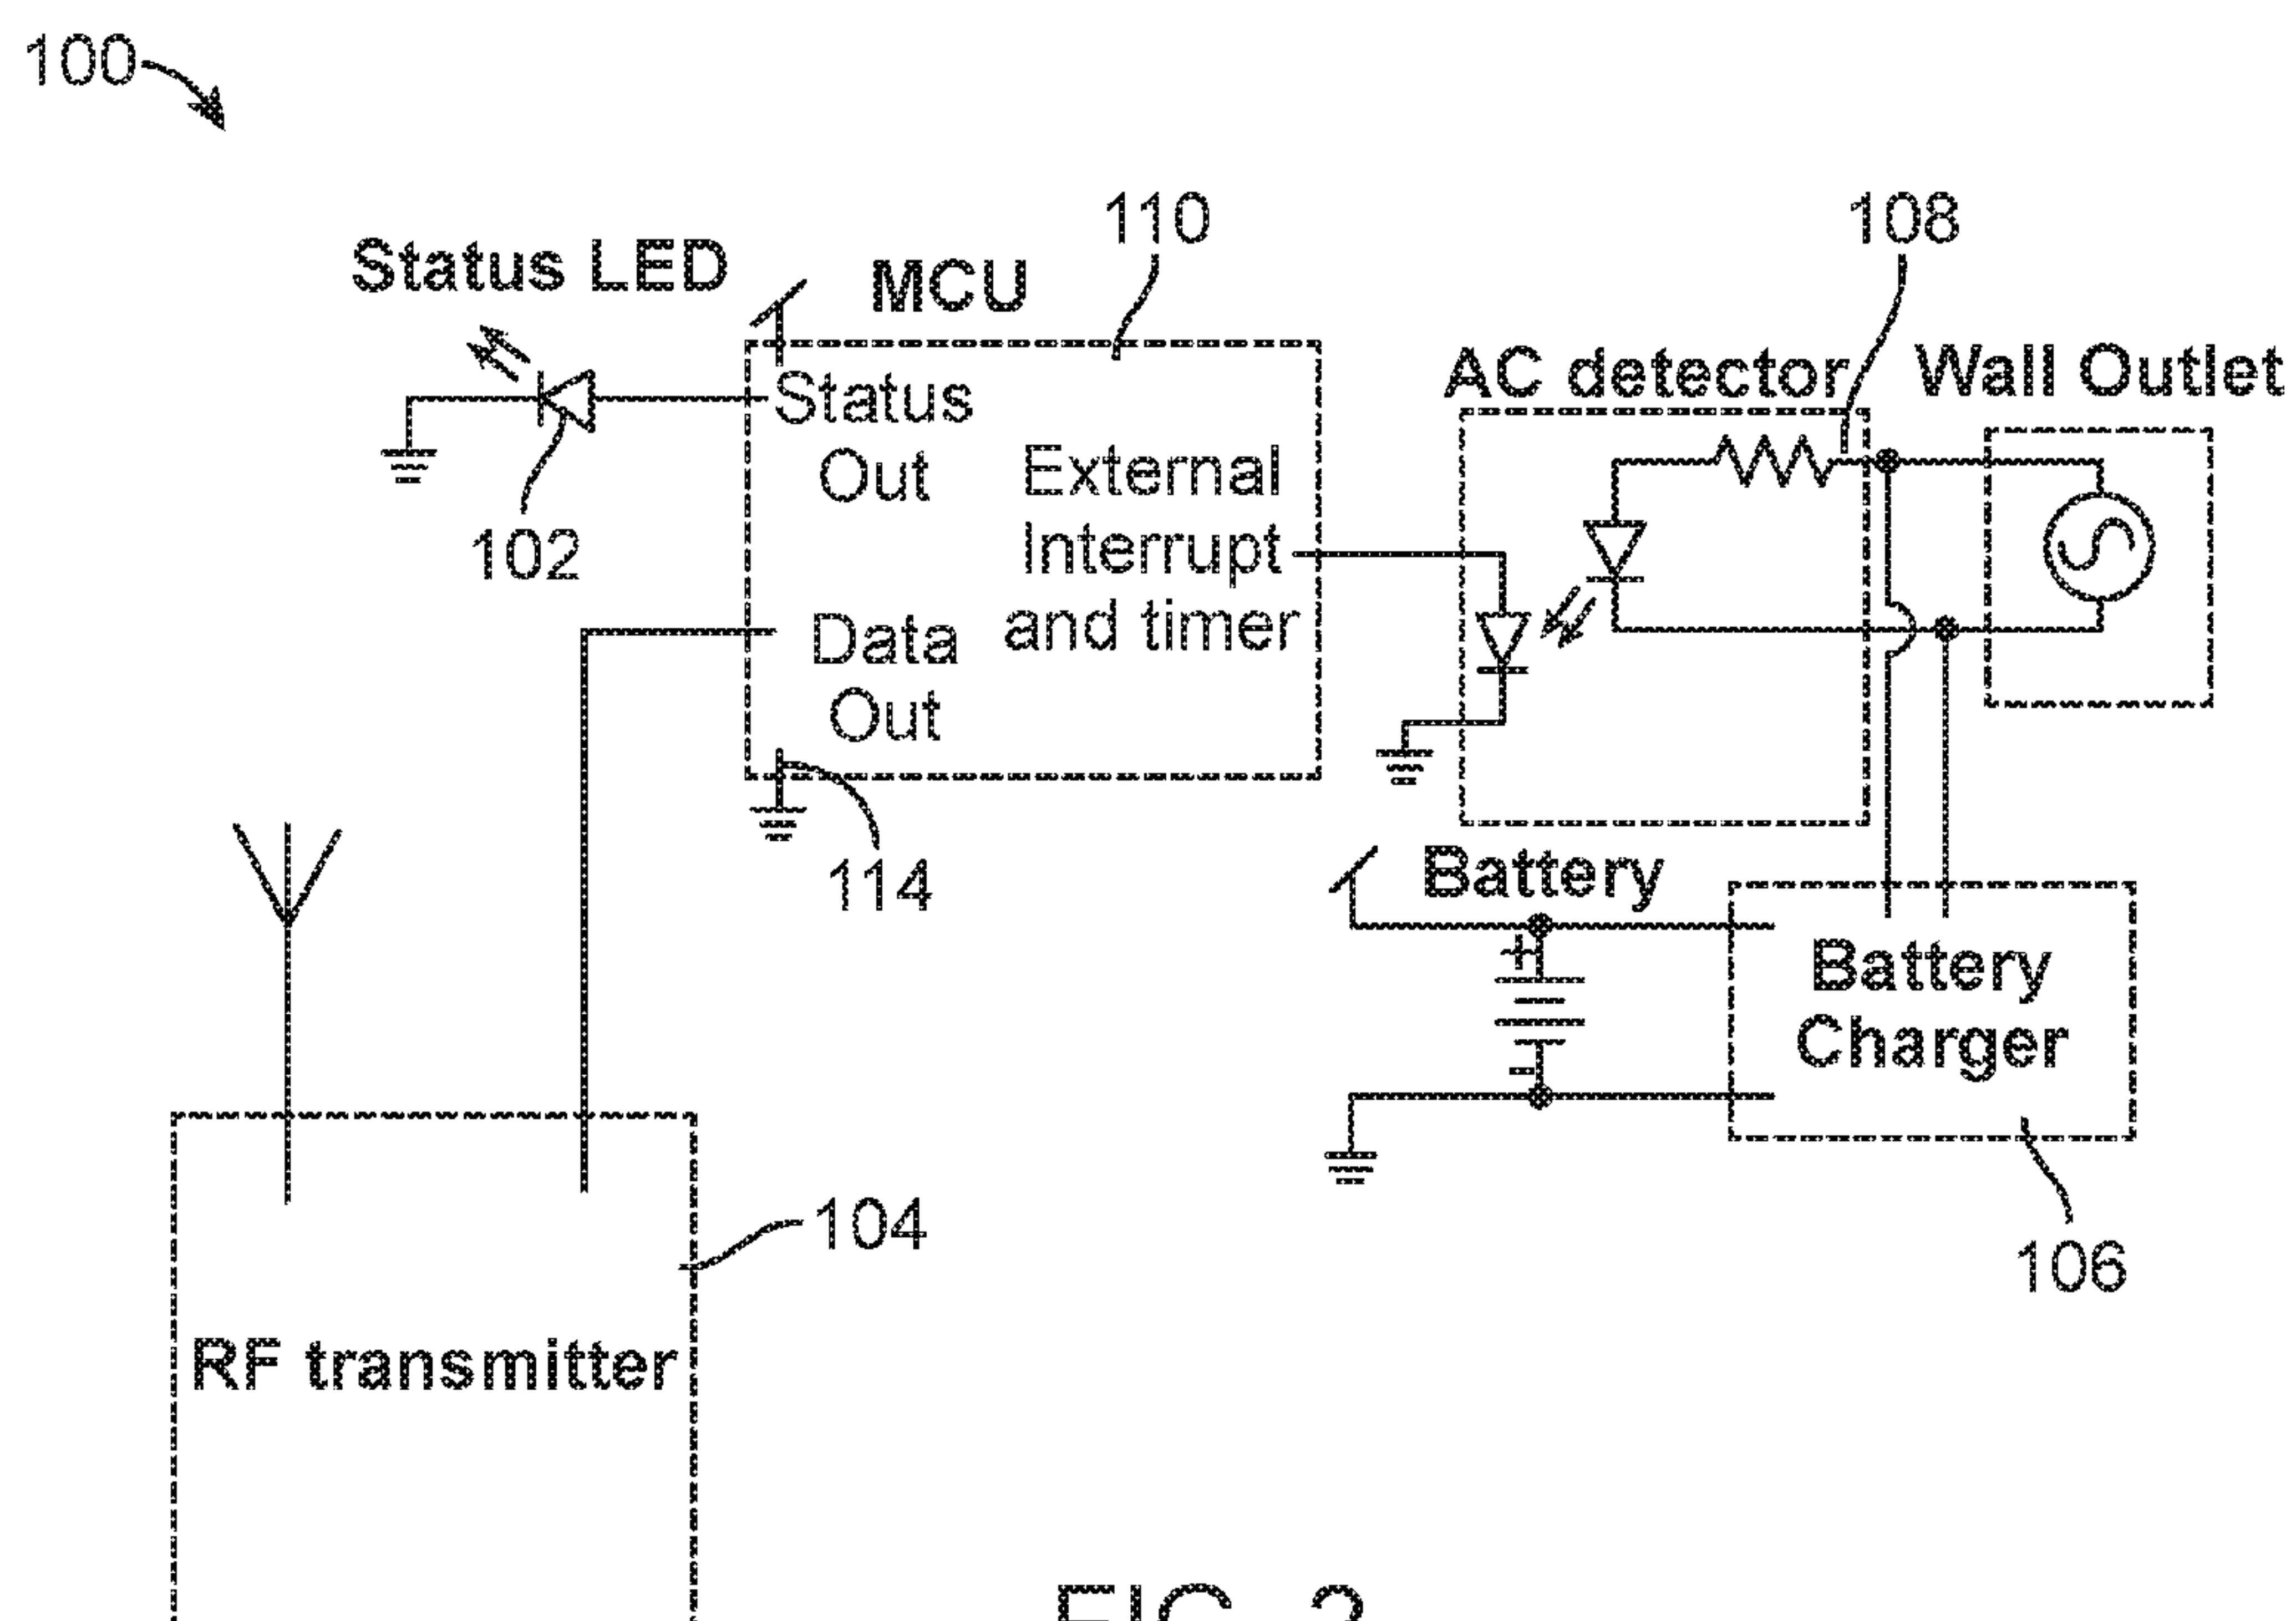 100
110
108
Status LED
MCU
AC detector
Wall Outlet
Status
Out
External
Interrupt
and timer
102
Data
Out
114
Battery
+
-
Battery
Charger
104
106
RF transmitter